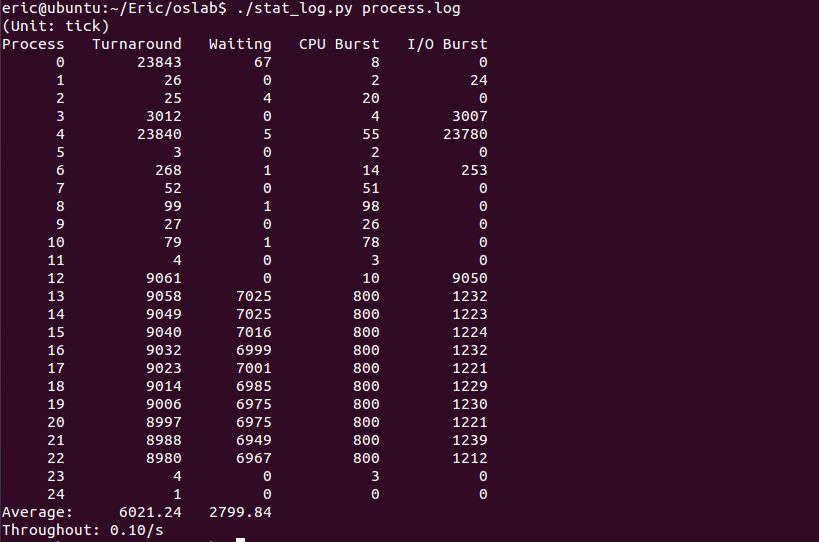 eric@ubuntu:~/Eric/oslab$ ./stat_log.py process.log
(Unit: tick)
Process   Turnaround   Waiting   CPU Burst   I/O Burst
      0        23843        67           8           0
      1           26         0           2          24
      2           25         4          20           0
      3         3012         0           4        3007
      4        23840         5          55       23780
      5            3         0           2           0
      6          268         1          14         253
      7           52         0          51           0
      8           99         1          98           0
      9           27         0          26           0
     10           79         1          78           0
     11            4         0           3           0
     12         9061         0          10        9050
     13         9058      7025         800        1232
     14         9049      7025         800        1223
     15         9040      7016         800        1224
     16         9032      6999         800        1232
     17         9023      7001         800        1221
     18         9014      6985         800        1229
     19         9006      6975         800        1230
     20         8997      6975         800        1221
     21         8988      6949         800        1239
     22         8980      6967         800        1212
     23            4         0           3           0
     24            1         0           0           0
Average:     6021.24   2799.84
Throughout: 0.10/s